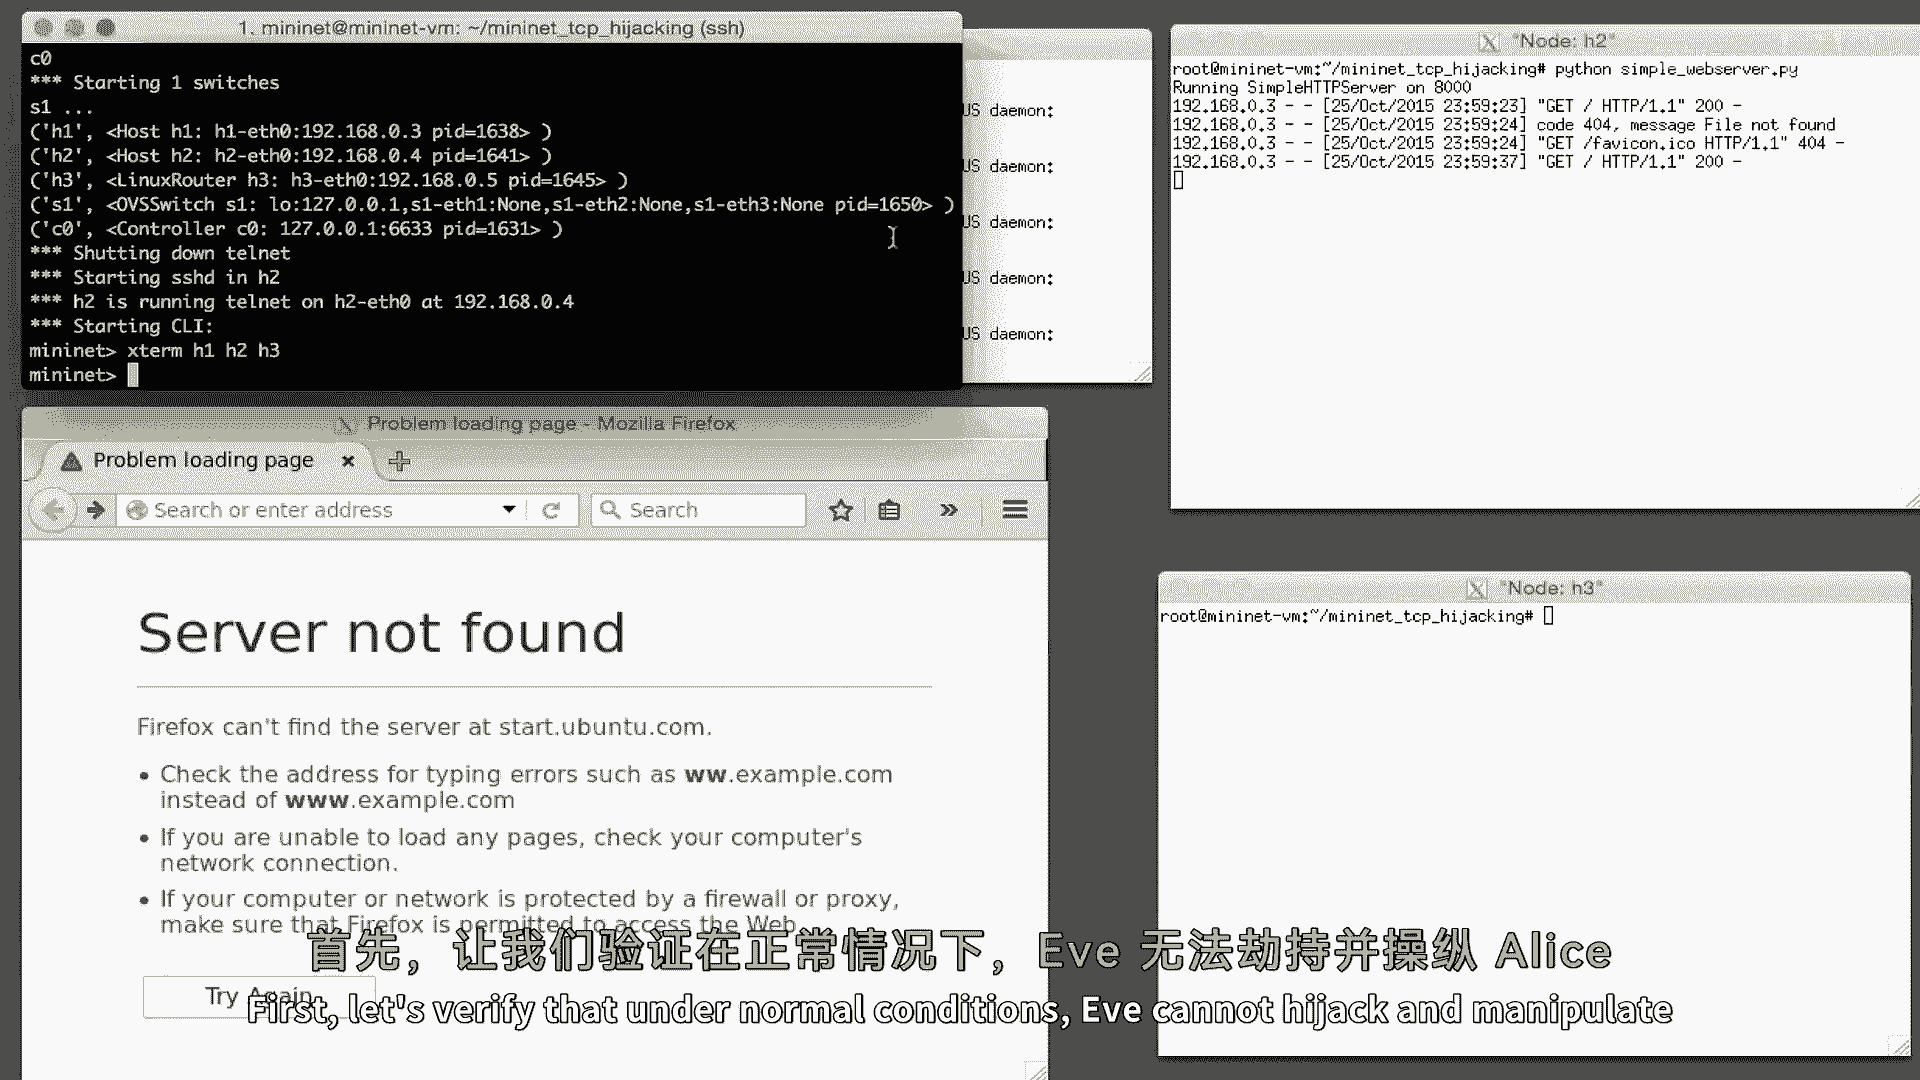 1. mininet@mininet-vm: ~/mininet_tcp_hijacking (ssh)
c0
*** Starting 1 switches
s1 ...
('h1', <Host h1: h1-eth0:192.168.0.3 pid=1638> )
('h2', <Host h2: h2-eth0:192.168.0.4 pid=1641> )
('h3', <LinuxRouter h3: h3-eth0:192.168.0.5 pid=1645> )
('s1', <OVSSwitch s1: lo:127.0.0.1,s1-eth1:None,s1-eth2:None,s1-eth3:None pid=1650> )
('c0', <Controller c0: 127.0.0.1:6633 pid=1631> )
*** Shutting down telnet
*** Starting sshd in h2
*** h2 is running telnet on h2-eth0 at 192.168.0.4
*** Starting CLI:
mininet> xterm h1 h2 h3
mininet>
US daemon:
US daemon:
US daemon:
US daemon:
US daemon:
"Node: h2"
root@mininet-vm:~/mininet_tcp_hijacking# python simple_webserver.py
Running SimpleHTTPServer on 8000
192.168.0.3 - - [25/Oct/2015 23:59:23] "GET / HTTP/1.1" 200 -
192.168.0.3 - - [25/Oct/2015 23:59:24] code 404, message File not found
192.168.0.3 - - [25/Oct/2015 23:59:24] "GET /favicon.ico HTTP/1.1" 404 -
192.168.0.3 - - [25/Oct/2015 23:59:37] "GET / HTTP/1.1" 200 -
Problem loading page - Mozilla Firefox
Problem loading page
Search or enter address
Search
Server not found
Firefox can't find the server at start.ubuntu.com.
• Check the address for typing errors such as ww.example.com
instead of www.example.com
• If you are unable to load any pages, check your computer's
network connection.
• If your computer or network is protected by a firewall or proxy,
make sure that Firefox is permitted to access the Web.
Try Again
"Node: h3"
root@mininet-vm:~/mininet_tcp_hijacking#
首先，让我们验证在正常情况下，Eve 无法劫持并操纵 Alice
First, let's verify that under normal conditions, Eve cannot hijack and manipulate